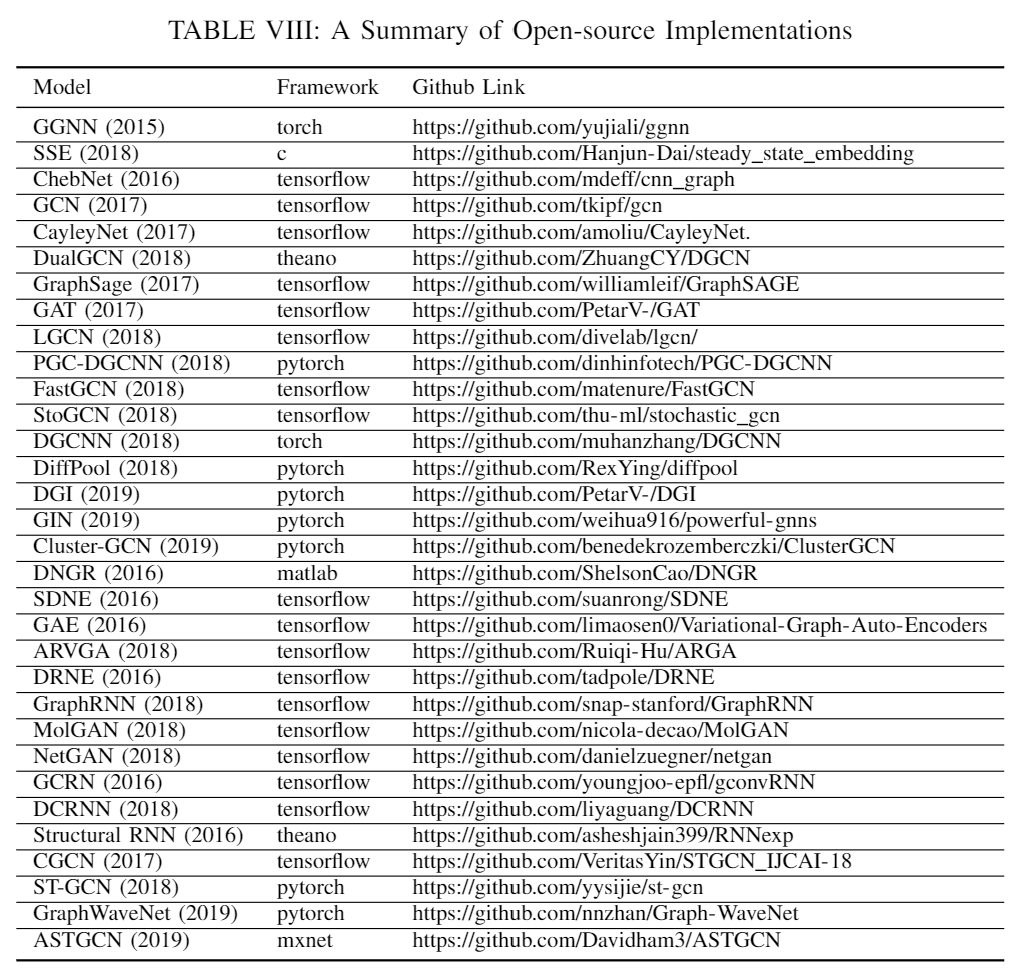 TABLE VIII: A Summary of Open-source Implementations
Model Framework Github Link
GGNN (2015) torch https://github.com/yujiali/ggnn
SSE (2018) c https://github.com/Hanjun-Dai/steady_state_embedding
ChebNet (2016) tensorflow https://github.com/mdeff/cnn_graph
GCN (2017) tensorflow https://github.com/tkipf/gcn
CayleyNet (2017) tensorflow https://github.com/amoliu/CayleyNet.
DualGCN (2018) theano https://github.com/ZhuangCY/DGCN
GraphSage (2017) tensorflow https://github.com/williamleif/GraphSAGE
GAT (2017) tensorflow https://github.com/PetarV-/GAT
LGCN (2018) tensorflow https://github.com/divelab/lgcn/
PGC-DGCNN (2018) pytorch https://github.com/dinhinfotech/PGC-DGCNN
FastGCN (2018) tensorflow https://github.com/matenure/FastGCN
StoGCN (2018) tensorflow https://github.com/thu-ml/stochastic_gcn
DGCNN (2018) torch https://github.com/muhanzhang/DGCNN
DiffPool (2018) pytorch https://github.com/RexYing/diffpool
DGI (2019) pytorch https://github.com/PetarV-/DGI
GIN (2019) pytorch https://github.com/weihua916/powerful-gnns
Cluster-GCN (2019) pytorch https://github.com/benedekrozemberczki/ClusterGCN
DNGR (2016) matlab https://github.com/ShelsonCao/DNGR
SDNE (2016) tensorflow https://github.com/suanrong/SDNE
GAE (2016) tensorflow https://github.com/limaosen0/Variational-Graph-Auto-Encoders
ARVGA (2018) tensorflow https://github.com/Ruiqi-Hu/ARGA
DRNE (2016) tensorflow https://github.com/tadpole/DRNE
GraphRNN (2018) tensorflow https://github.com/snap-stanford/GraphRNN
MolGAN (2018) tensorflow https://github.com/nicola-decao/MolGAN
NetGAN (2018) tensorflow https://github.com/danielzuegner/netgan
GCRN (2016) tensorflow https://github.com/youngjoo-epfl/gconvRNN
DCRNN (2018) tensorflow https://github.com/liyaguang/DCRNN
Structural RNN (2016) theano https://github.com/asheshjain399/RNNexp
CGCN (2017) tensorflow https://github.com/VeritasYin/STGCN_IJCAI-18
ST-GCN (2018) pytorch https://github.com/yysijie/st-gcn
GraphWaveNet (2019) pytorch https://github.com/nnzhan/Graph-WaveNet
ASTGCN (2019) mxnet https://github.com/Davidham3/ASTGCN